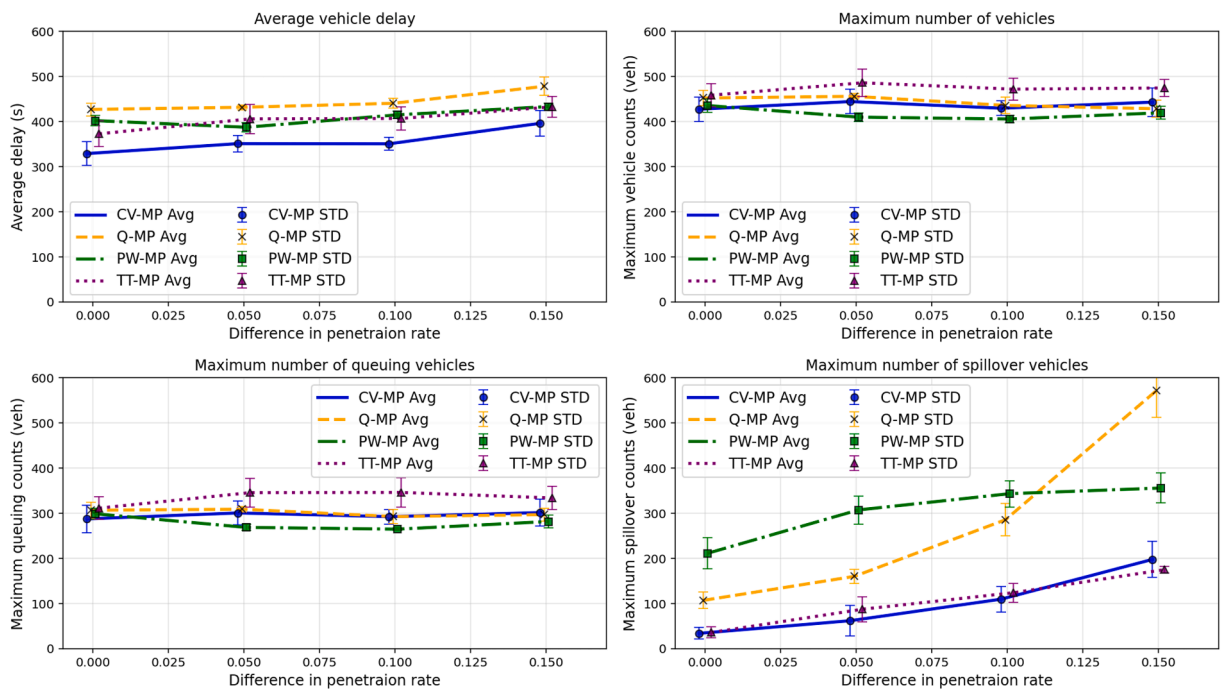 Average vehicle delay
600
500
400
300
200
100
0
Average delay (s)
CV-MP Avg CV-MP STD
Q-MP Avg Q-MP STD
PW-MP Avg PW-MP STD
TT-MP Avg TT-MP STD
0.000 0.025 0.050 0.075 0.100 0.125 0.150
Difference in penetraion rate
Maximum number of vehicles
600
500
400
300
200
100
0
Maximum vehicle counts (veh)
CV-MP Avg CV-MP STD
Q-MP Avg Q-MP STD
PW-MP Avg PW-MP STD
TT-MP Avg TT-MP STD
0.000 0.025 0.050 0.075 0.100 0.125 0.150
Difference in penetraion rate
Maximum number of queuing vehicles
600
500
400
300
200
100
0
Maximum queuing counts (veh)
CV-MP Avg CV-MP STD
Q-MP Avg Q-MP STD
PW-MP Avg PW-MP STD
TT-MP Avg TT-MP STD
0.000 0.025 0.050 0.075 0.100 0.125 0.150
Difference in penetraion rate
Maximum number of spillover vehicles
600
500
400
300
200
100
0
Maximum spillover counts (veh)
CV-MP Avg CV-MP STD
Q-MP Avg Q-MP STD
PW-MP Avg PW-MP STD
TT-MP Avg TT-MP STD
0.000 0.025 0.050 0.075 0.100 0.125 0.150
Difference in penetraion rate